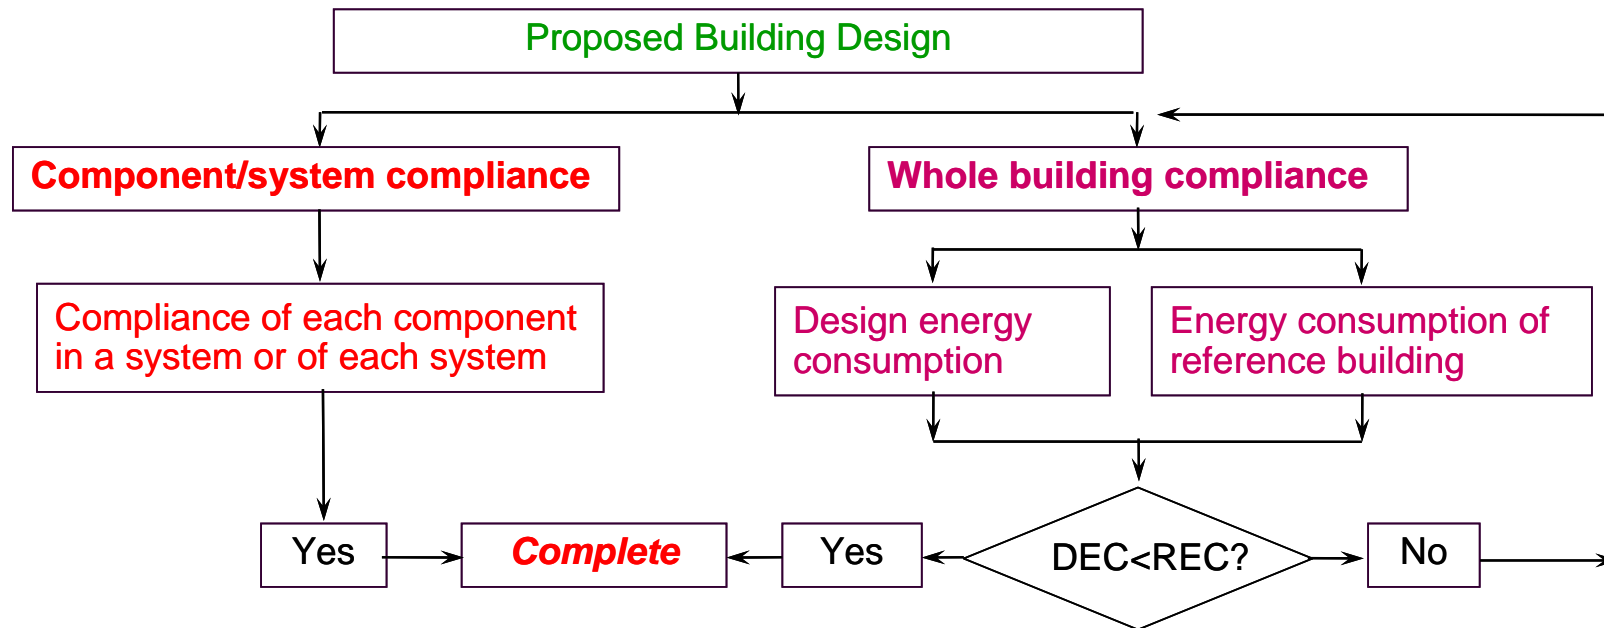 Proposed Building Design
Component/system compliance
Whole building compliance
Compliance of each component
in a system or of each system
Design energy
consumption
Energy consumption of
reference building
Yes
Complete
Yes
DEC<REC?
No